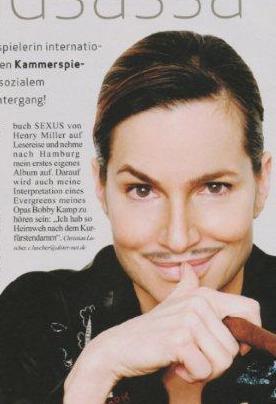 spielerin internatio-
en Kammerspie-
sozialem
ntergang!
buch SEXUS von
Henry Miller auf
Lesereise und nehme
nach Hamburg
mein erstes eigenes
Album auf. Darauf
wird auch meine
Interpretation eines
Evergreens meines
Opas Bobby Kamp zu
hören sein: „Ich hab so
Heimweh nach dem Kur-
fürstendamm“.